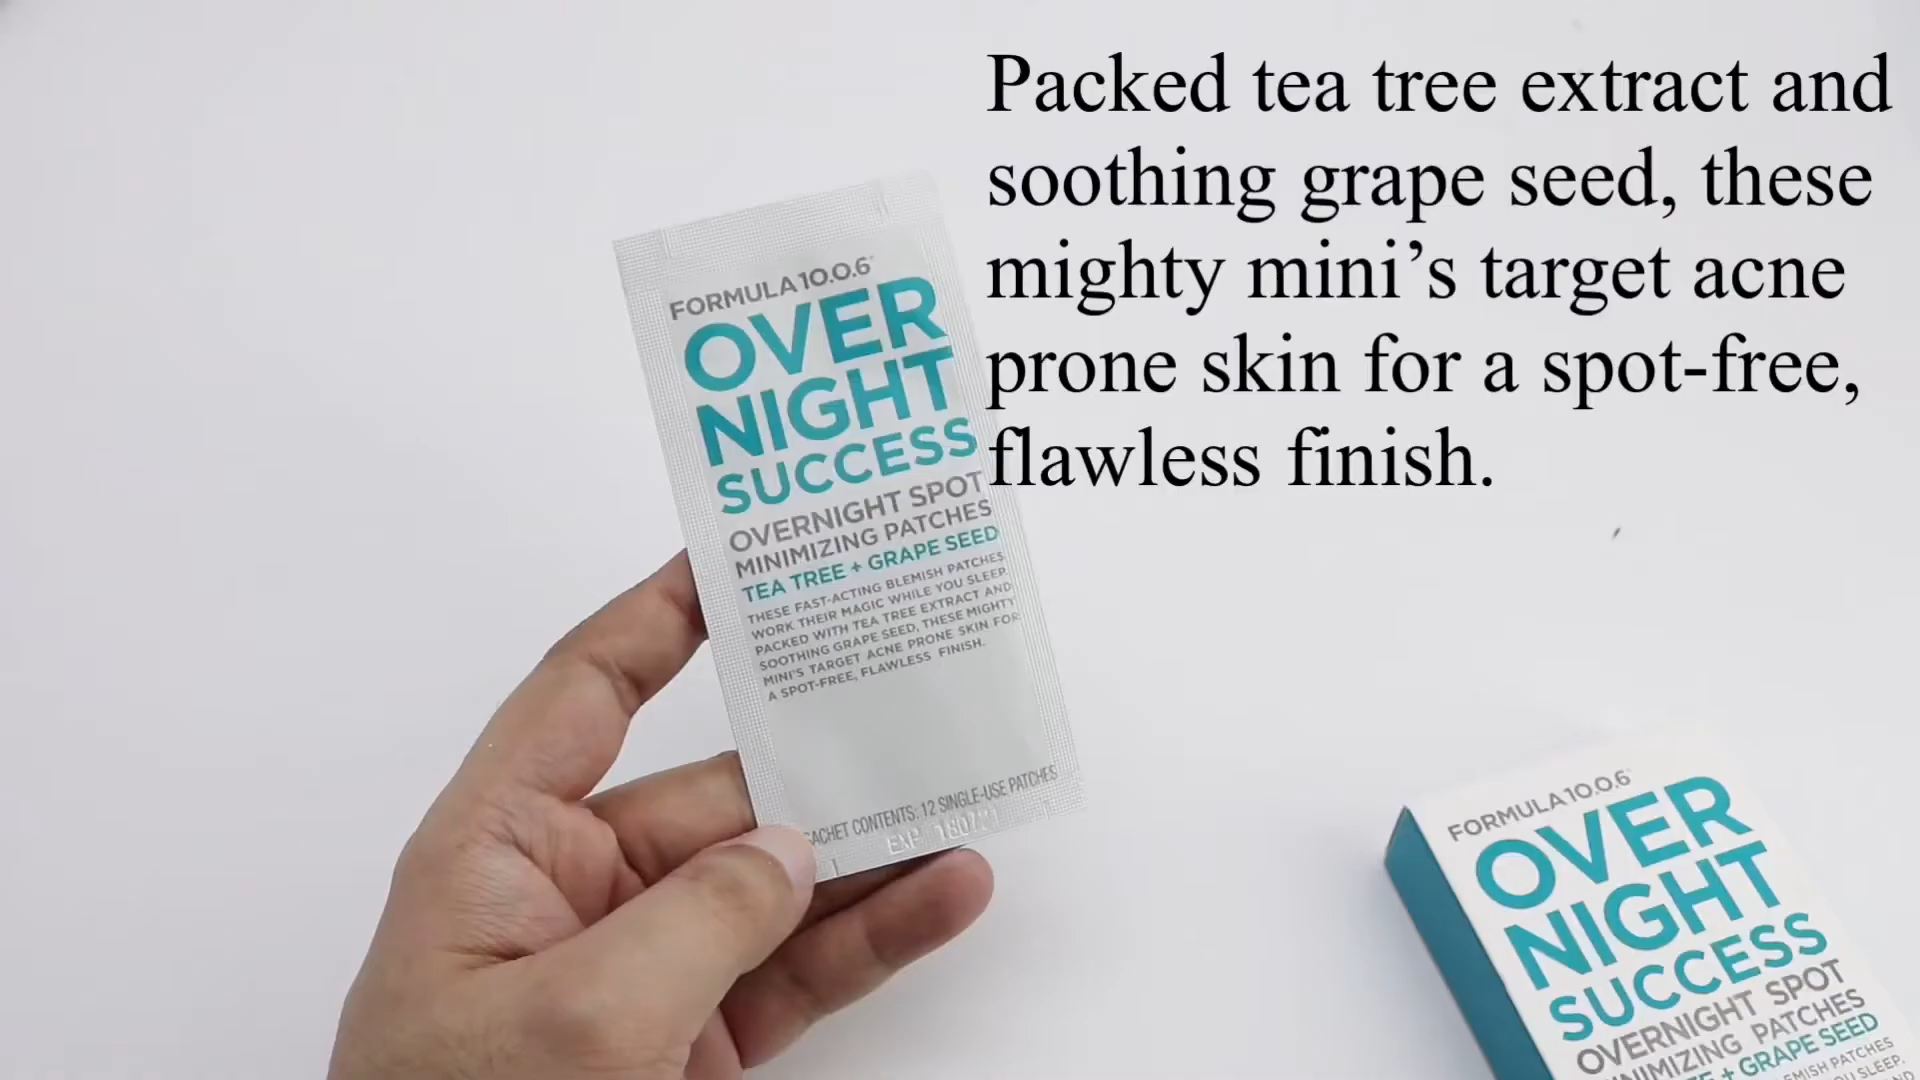 Packed tea tree extract and
soothing grape seed, these
mighty mini’s target acne
prone skin for a spot-free,
flawless finish.
FORMULA 10.0.6
OVER
NIGHT
SUCCESS
OVERNIGHT SPOT
MINIMIZING PATCHES
TEA TREE + GRAPE SEED
THESE FAST-ACTING BLEMISH PATCHES
WORK THEIR MAGIC WHILE YOU SLEEP.
PACKED WITH TEA TREE EXTRACT AND
SOOTHING GRAPE SEED, THESE MIGHTY
MINI'S TARGET ACNE PRONE SKIN FOR
A SPOT-FREE, FLAWLESS FINISH.
SACHET CONTENTS: 12 SINGLE-USE PATCHES
EXP
FORMULA 10.0.6
OVER
NIGHT
SUCCESS
OVERNIGHT SPOT
MINIMIZING PATCHES
+ GRAPE SEED
PATCHES
SLEEP.